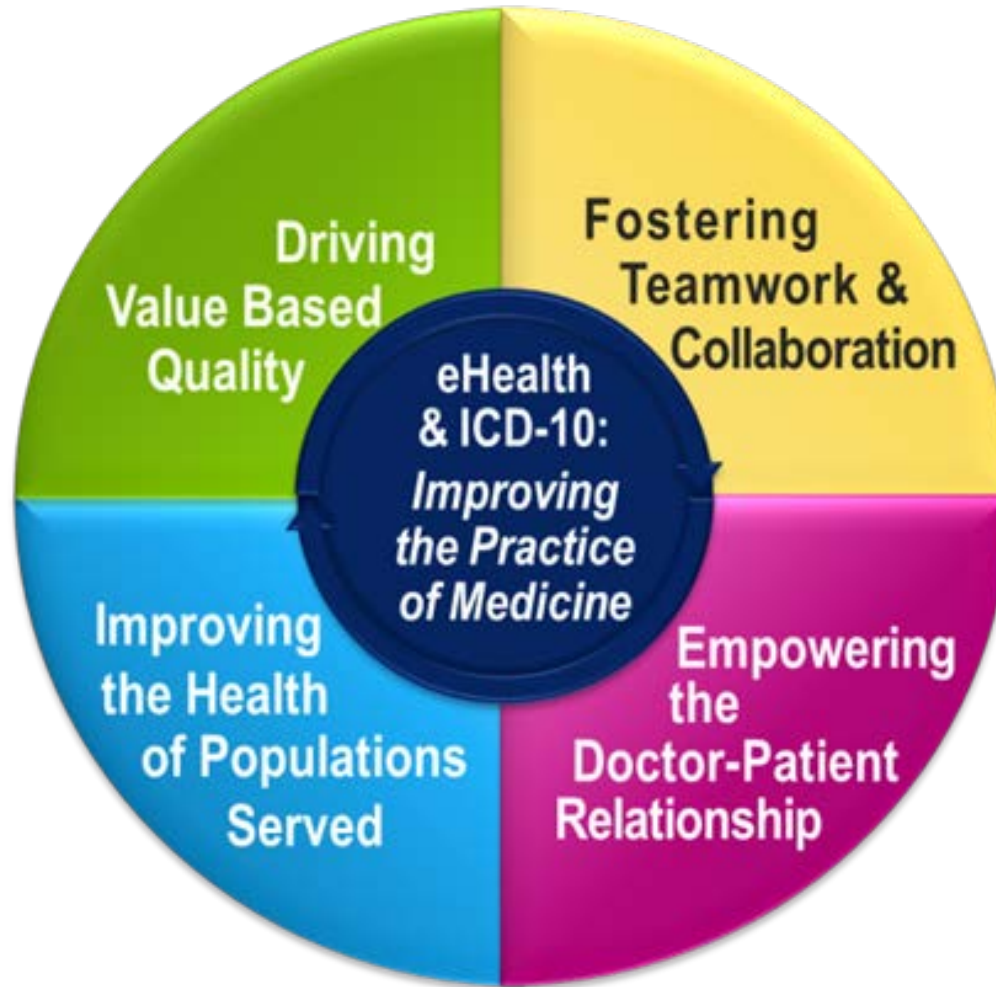 Driving
Value Based
Quality
Fostering
Teamwork &
Collaboration
eHealth
& ICD-10:
Improving
the Practice
of Medicine
Improving
the Health
of Populations
Served
Empowering
the
Doctor-Patient
Relationship